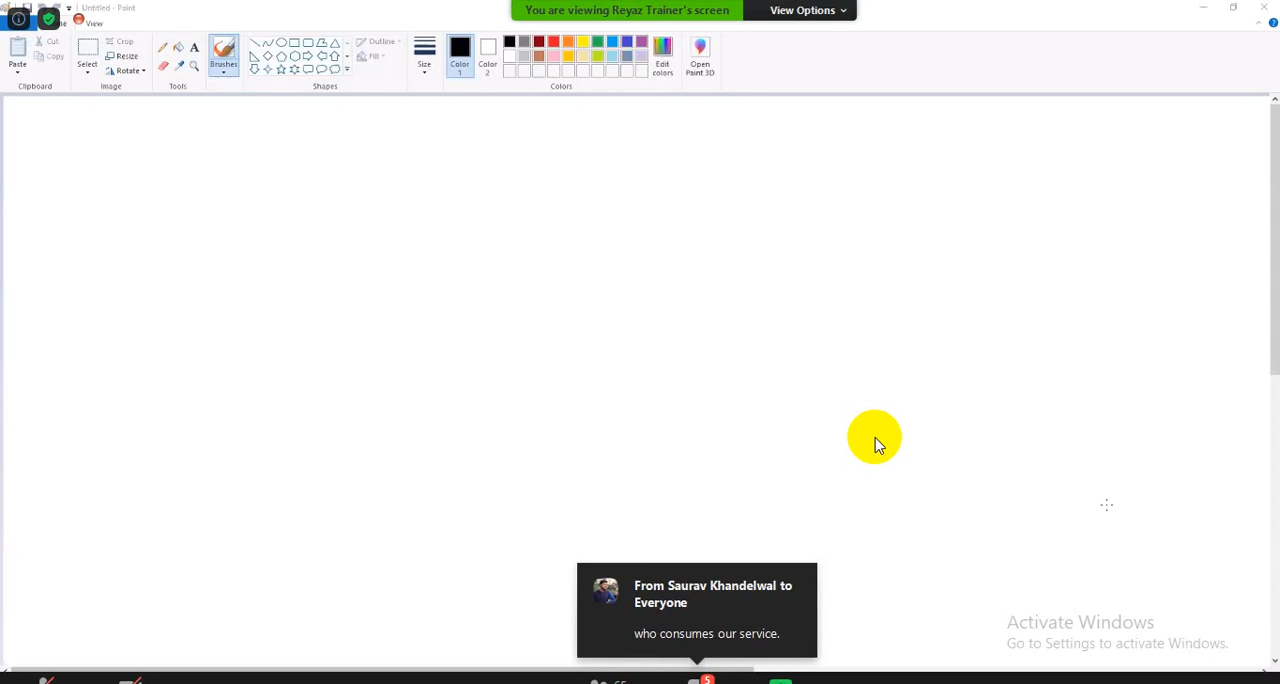 Untitled - Paint
You are viewing Reyaz Trainer's screen
View Options
View
Paste
Cut
Copy
Clipboard
Select
Crop
Resize
Rotate
Image
A
Tools
Brushes
Shapes
Outline
Fill
Size
Color
1
Color
2
Colors
Edit
colors
Open
Paint 3D
From Saurav Khandelwal to
Everyone
who consumes our service.
Activate Windows
Go to Settings to activate Windows.
5